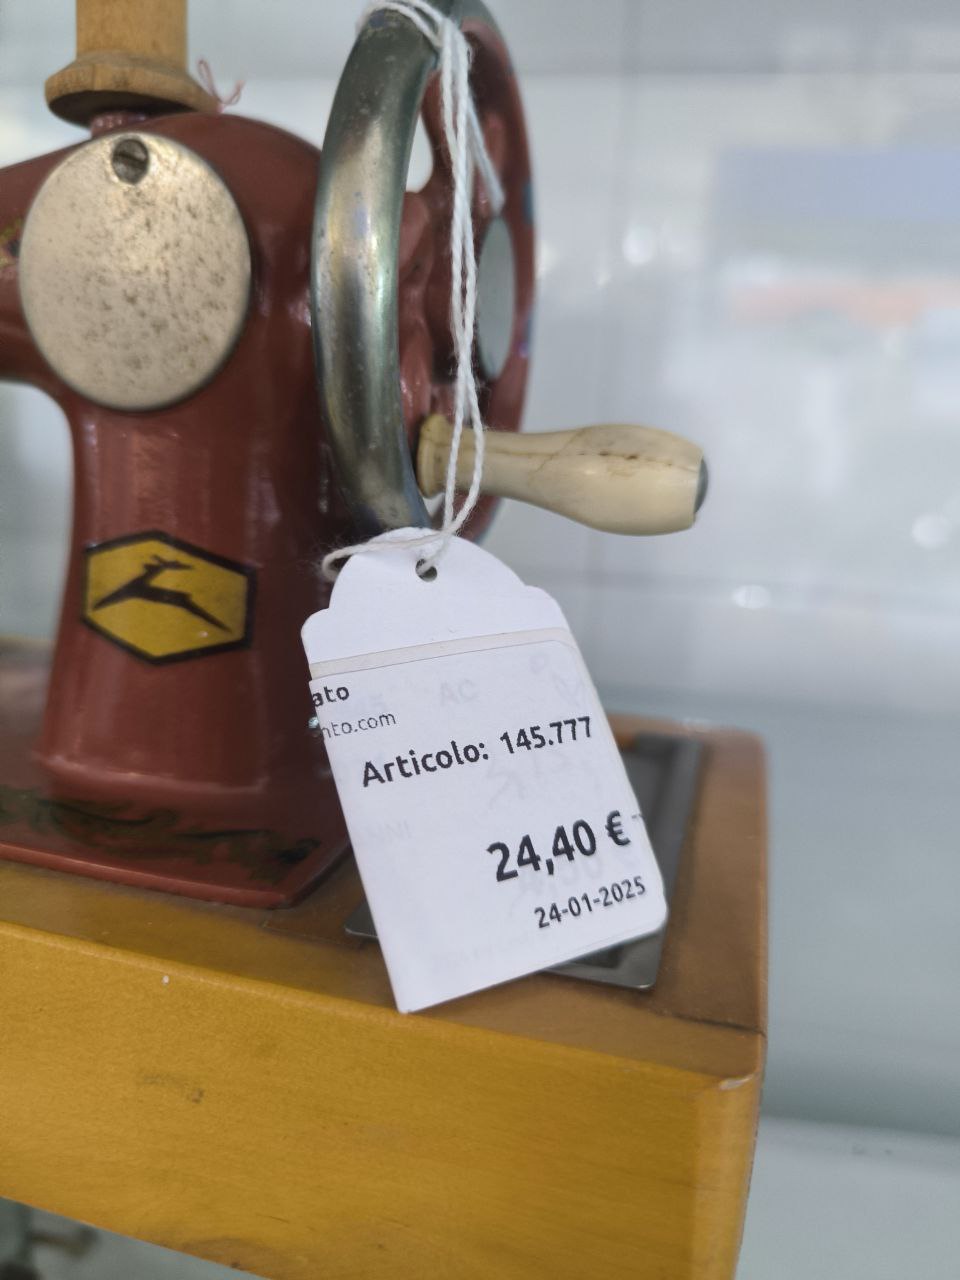 ato
nto.com
Articolo: 145.777
24,40 €
24-01-2025